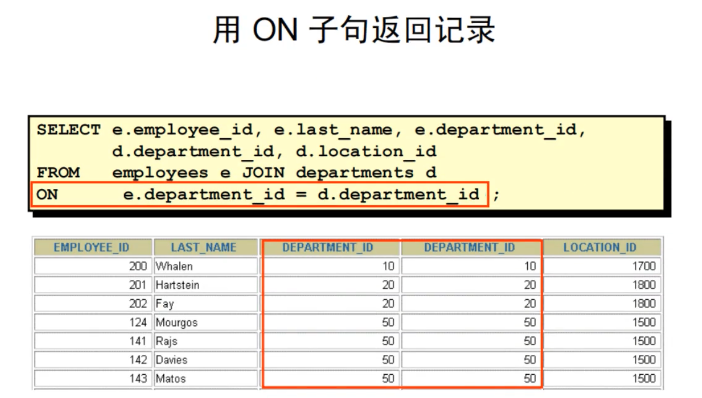 用 ON 子句返回记录
SELECT e.employee_id, e.last_name, e.department_id,
d.department_id, d.location_id
FROM employees e JOIN departments d
ON e.department_id = d.department_id ;
EMPLOYEE_ID LAST_NAME DEPARTMENT_ID DEPARTMENT_ID LOCATION_ID
200 Whalen 10 10 1700
201 Hartstein 20 20 1800
202 Fay 20 20 1800
124 Mourgos 50 50 1500
141 Rajs 50 50 1500
142 Davies 50 50 1500
143 Matos 50 50 1500